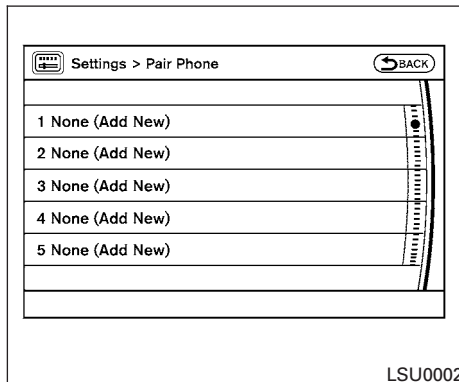 Settings > Pair Phone
BACK
1 None (Add New)
2 None (Add New)
3 None (Add New)
4 None (Add New)
5 None (Add New)
LSU0002